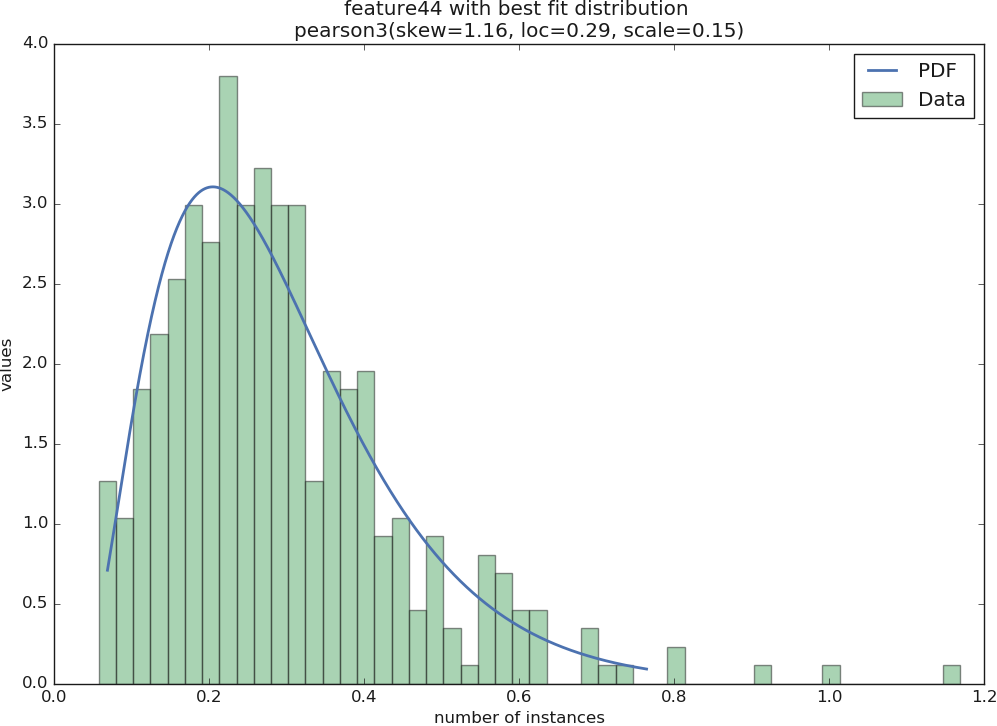 feature44 with best fit distribution
pearson3(skew=1.16, loc=0.29, scale=0.15)
PDF
Data
values
4.0
3.5
3.0
2.5
2.0
1.5
1.0
0.5
0.0
0.0 0.2 0.4 0.6 0.8 1.0 1.2
number of instances